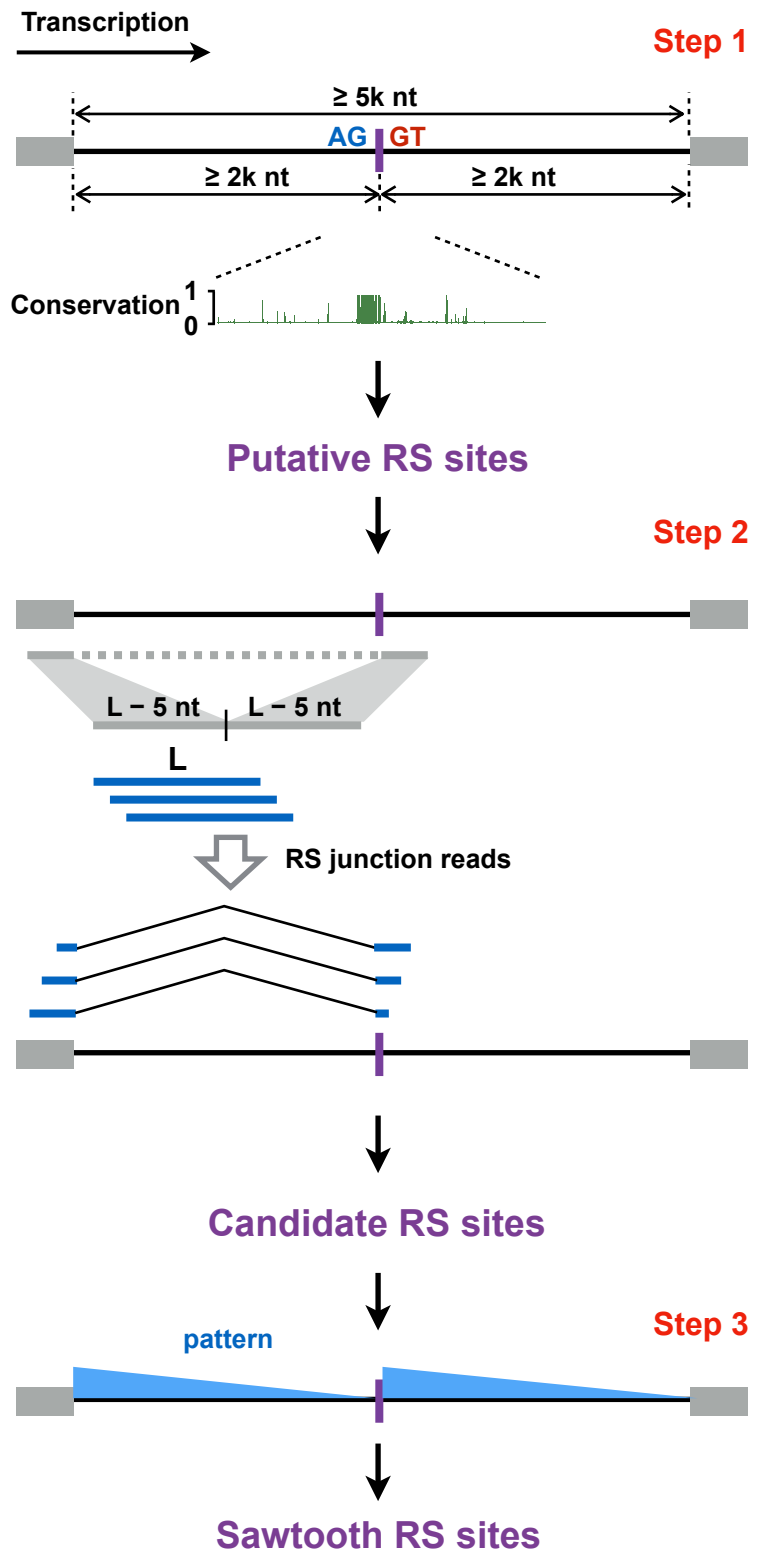 Transcription
Step 1
≥ 5k nt
AG GT
≥ 2k nt ≥ 2k nt
Conservation 1
0
Putative RS sites
Step 2
L − 5 nt L − 5 nt
L
RS junction reads
Candidate RS sites
Step 3
pattern
Sawtooth RS sites